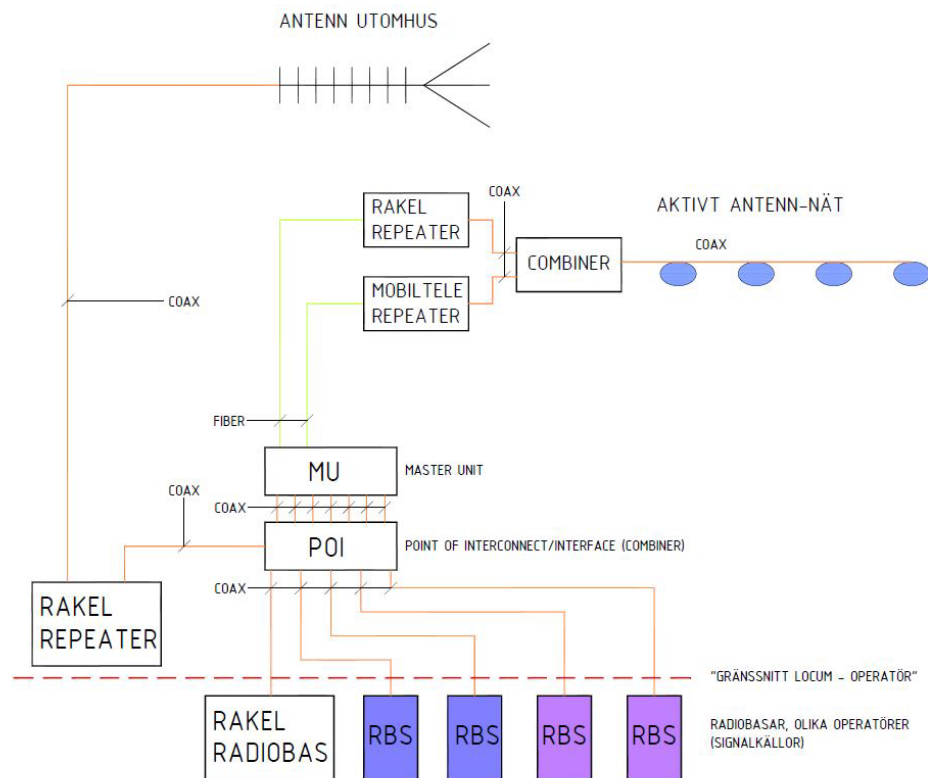 ANTENN UTOMHUS
COAX
RAKEL
REPEATER
AKTIVT ANTENN-NÄT
COAX
COMBINER
MOBILTELE
REPEATER
COAX
FIBER
MU
MASTER UNIT
COAX
COAX
POI
POINT OF INTERCONNECT/INTERFACE (COMBINER)
COAX
RAKEL
REPEATER
"GRÄNSSNITT LOCUM - OPERATÖR"
RAKEL
RADIOBAS
RBS
RBS
RBS
RBS
RADIOBASAR, OLIKA OPERATÖRER
(SIGNALKÄLLOR)